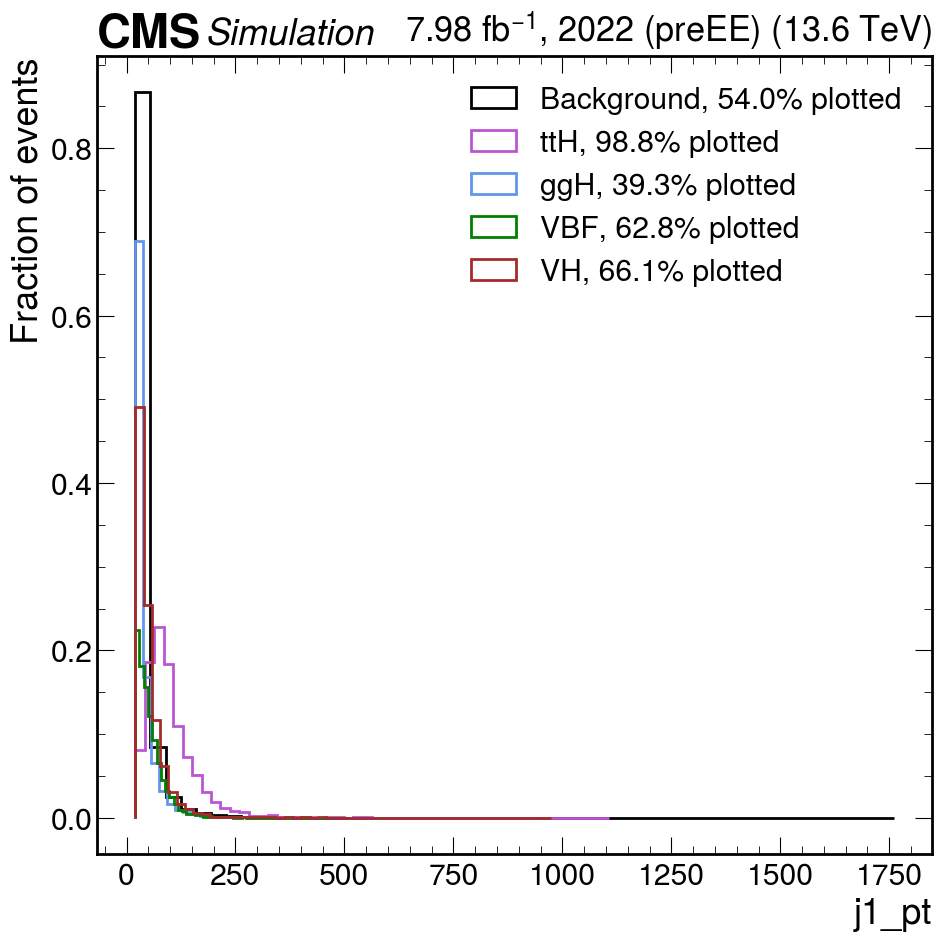 CMS Simulation 7.98 fb⁻¹, 2022 (preEE) (13.6 TeV)
Fraction of events
0.8
0.6
0.4
0.2
0.0
Background, 54.0% plotted
ttH, 98.8% plotted
ggH, 39.3% plotted
VBF, 62.8% plotted
VH, 66.1% plotted
0 250 500 750 1000 1250 1500 1750
j1_pt